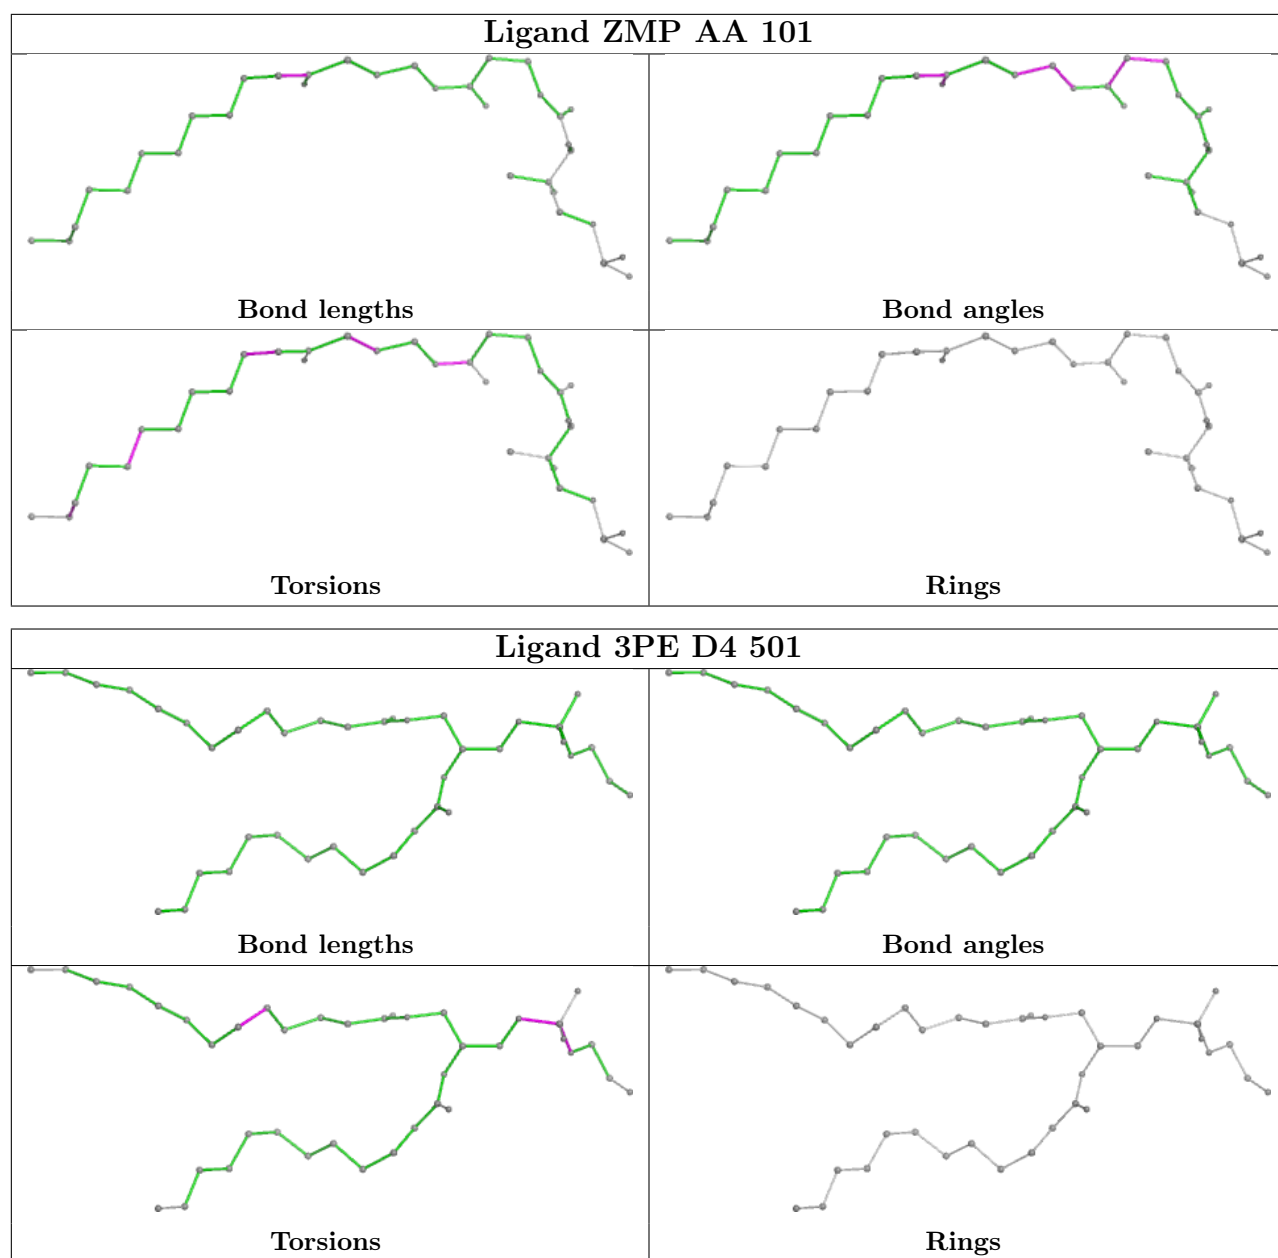 Ligand ZMP AA 101
Bond lengths
Bond angles
Torsions
Rings
Ligand 3PE D4 501
Bond lengths
Bond angles
Torsions
Rings